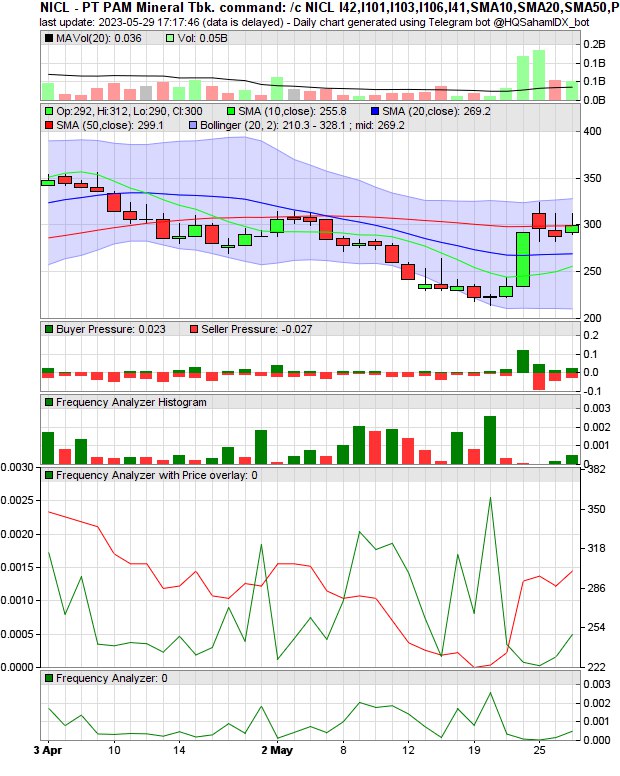 NICL - PT PAM Mineral Tbk. command: /c NICL I42,I101,I103,I106,I41,SMA10,SMA20,SMA50,P
last update: 2023-05-29 17:17:46 (data is delayed) - Daily chart generated using Telegram bot @HQSahamIDX_bot
MAVol(20): 0.036 Vol: 0.05B
0.2B
0.1B
0.1B
0.0B
Op:292, Hi:312, Lo:290, Cl:300 SMA (10,close): 255.8 SMA (20,close): 269.2
SMA (50,close): 299.1 Bollinger (20, 2): 210.3 - 328.1 ; mid: 269.2
400
350
300
250
200
Buyer Pressure: 0.023 Seller Pressure: -0.027
0.2
0.1
0.0
-0.1
Frequency Analyzer Histogram
0.003
0.002
0.001
0
Frequency Analyzer with Price overlay: 0
0.0030
0.0025
0.0020
0.0015
0.0010
0.0005
0.0000
382
350
318
286
254
222
Frequency Analyzer: 0
0.003
0.002
0.001
0.000
3 Apr 10 14 2 May 8 12 19 25